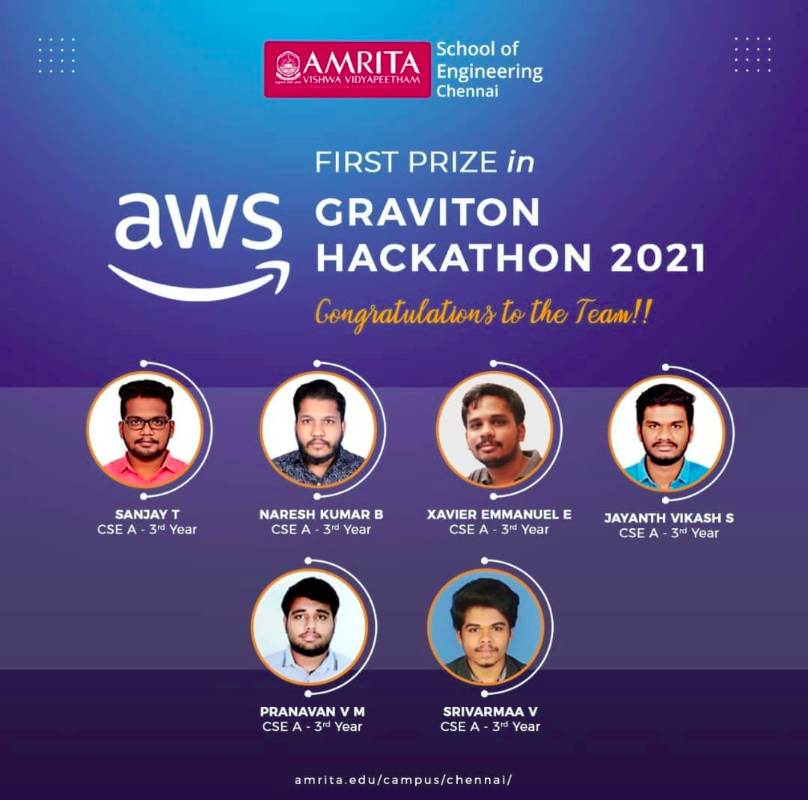 AMRITA
VISHWA VIDYAPEETHAM
School of
Engineering
Chennai
FIRST PRIZE in
aws
GRAVITON
HACKATHON 2021
Congratulations to the Team!!
SANJAY T
CSE A - 3rd Year
NARESH KUMAR B
CSE A - 3rd Year
XAVIER EMMANUEL E
CSE A - 3rd Year
JAYANTH VIKASH S
CSE A - 3rd Year
PRANAVAN V M
CSE A - 3rd Year
SRIVARMAA V
CSE A - 3rd Year
amrita.edu/campus/chennai/